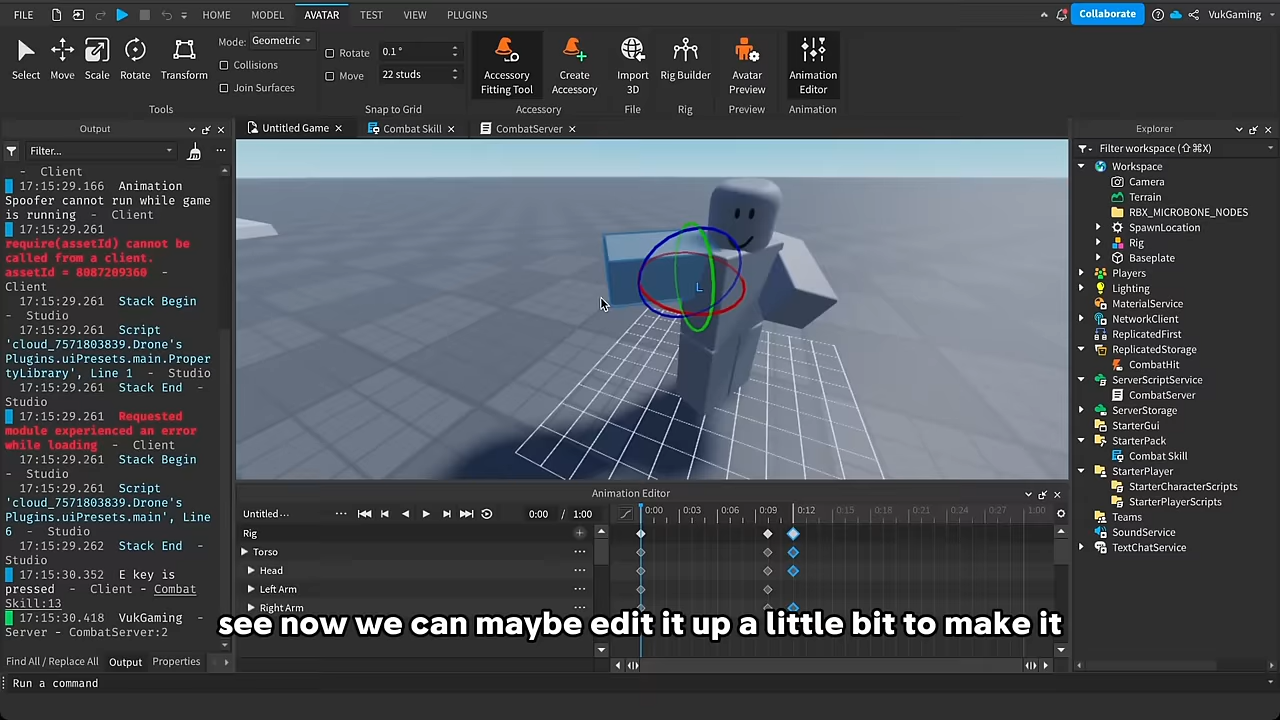 FILE HOME MODEL AVATAR TEST VIEW PLUGINS Collaborate VukGaming
Select Move Scale Rotate Transform
Mode: Geometric
Collisions
Join Surfaces
Tools
Rotate 0.1 °
Move 22 studs
Snap to Grid
Accessory Fitting Tool
Create Accessory
Accessory
Import 3D
File
Rig Builder
Rig
Avatar Preview
Preview
Animation Editor
Animation
Output
Filter...
- Client
17:15:29.166 Animation
Spoofer cannot run while game
is running - Client
17:15:29.261
require(assetId) cannot be
called from a client.
assetId = 8087209360 -
Client
17:15:29.261 Stack Begin
- Studio
17:15:29.261 Script
'cloud_7571803839.Drone's
Plugins.uiPresets.main.Proper
tyLibrary', Line 1 - Studio
17:15:29.261 Stack End -
Studio
17:15:29.261 Requested
module experienced an error
while loading - Client
17:15:29.261 Stack Begin
- Studio
17:15:29.261 Script
'cloud_7571803839.Drone's
Plugins.uiPresets.main', Line
6 - Studio
17:15:29.262 Stack End -
Studio
17:15:30.352 E key is
pressed - Client - Combat
Skill:13
17:15:30.418 VukGaming -
Server - CombatServer:2
Find All / Replace All Output Properties
Run a command
Untitled Game Combat Skill CombatServer
L
Animation Editor
Untitled... 0:00 / 1:00
0:00 0:03 0:06 0:09 0:12 0:15 0:18 0:21 0:24 0:27 1:00
Rig
Torso
Head
Left Arm
Right Arm
see now we can maybe edit it up a little bit to make it
Explorer
Filter workspace (⇧⌘X)
Workspace
Camera
Terrain
RBX_MICROBONE_NODES
SpawnLocation
Rig
Baseplate
Players
Lighting
MaterialService
NetworkClient
ReplicatedFirst
ReplicatedStorage
CombatHit
ServerScriptService
CombatServer
ServerStorage
StarterGui
StarterPack
Combat Skill
StarterPlayer
StarterCharacterScripts
StarterPlayerScripts
Teams
SoundService
TextChatService